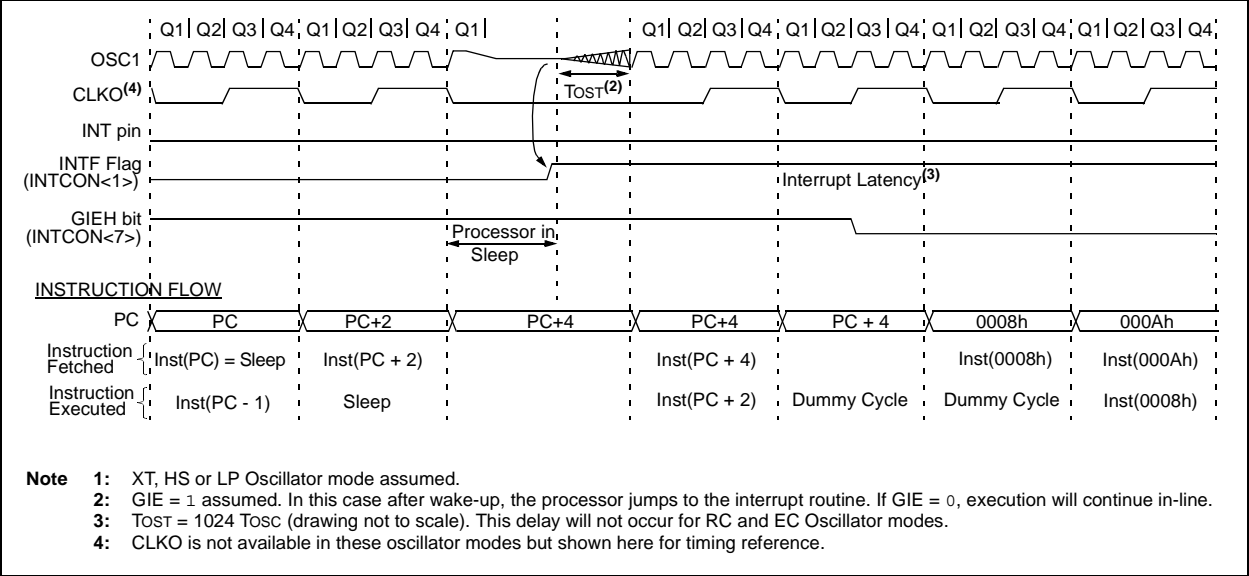 Q1 Q2 Q3 Q4 Q1 Q2 Q3 Q4 Q1 Q1 Q2 Q3 Q4 Q1 Q2 Q3 Q4 Q1 Q2 Q3 Q4 Q1 Q2 Q3 Q4
OSC1
TOST(2)
CLKO(4)
INT pin
INTF Flag
(INTCON<1>)
Interrupt Latency(3)
GIEH bit
(INTCON<7>)
Processor in
Sleep
INSTRUCTION FLOW
PC PC PC+2 PC+4 PC+4 PC + 4 0008h 000Ah
Instruction
Fetched
Inst(PC) = Sleep Inst(PC + 2) Inst(PC + 4) Inst(0008h) Inst(000Ah)
Instruction
Executed
Inst(PC - 1) Sleep Inst(PC + 2) Dummy Cycle Dummy Cycle Inst(0008h)
Note 1: XT, HS or LP Oscillator mode assumed.
2: GIE = 1 assumed. In this case after wake-up, the processor jumps to the interrupt routine. If GIE = 0, execution will continue in-line.
3: TOST = 1024 TOSC (drawing not to scale). This delay will not occur for RC and EC Oscillator modes.
4: CLKO is not available in these oscillator modes but shown here for timing reference.